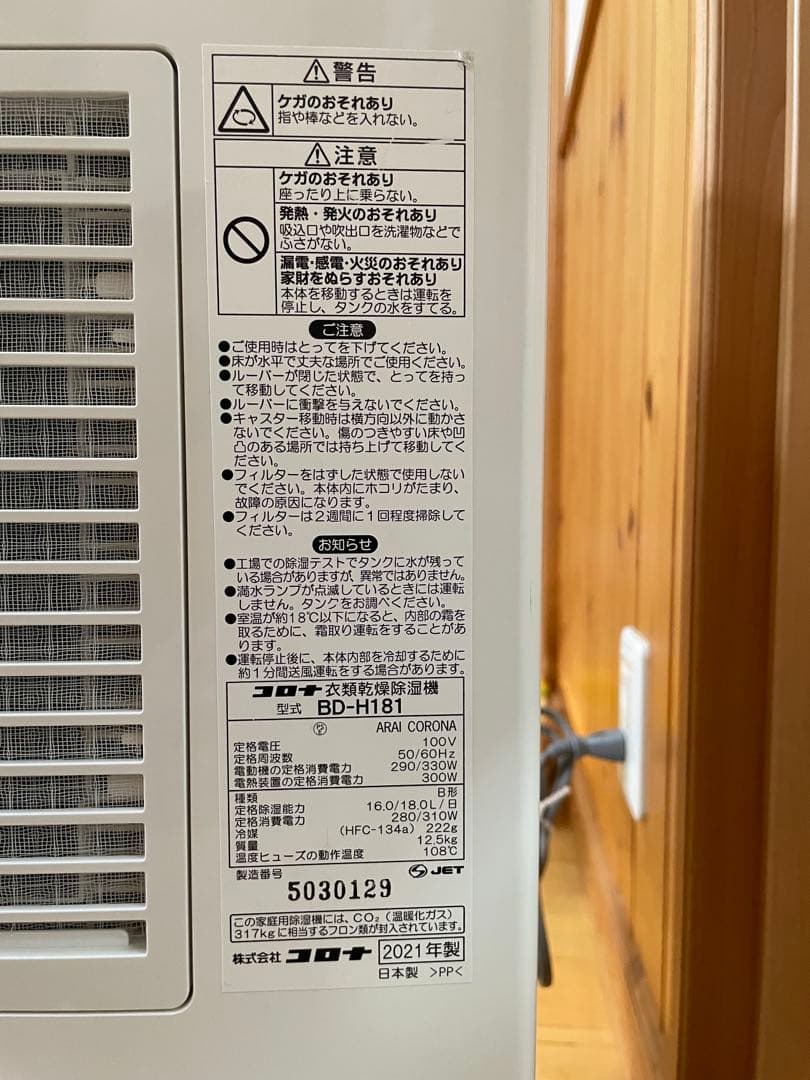 ⚠警告
ケガのおそれあり
指や棒などを入れない。
⚠注意
ケガのおそれあり
座ったり上に乗らない。
発熱・発火のおそれあり
吸込口や吹出口を洗濯物などで
ふさがない。
漏電・感電・火災のおそれあり
家財をぬらすおそれあり
本体を移動するときは運転を
停止し、タンクの水をすてる。
ご注意
●ご使用時はとってを下げてください。
●床が水平で丈夫な場所でご使用ください。
●ルーバーが閉じた状態で、とってを持っ
て移動してください。
●ルーバーに衝撃を与えないでください。
●キャスター移動時は横方向以外に動かさ
ないでください。傷のつきやすい床や凹
凸のある場所では持ち上げて移動してく
ださい。
●フィルターをはずした状態で使用しない
でください。本体内にホコリがたまり、
故障の原因になります。
●フィルターは2週間に1回程度掃除して
ください。
お知らせ
●工場での除湿テストでタンクに水が残って
いる場合がありますが、異常ではありません。
●満水ランプが点滅しているときには運転
しません。タンクをお調べください。
●室温が約18℃以下になると、内部の霜を
取るために、霜取り運転をすることがあ
ります。
●運転停止後に、本体内部を冷却するために
約1分間送風運転をする場合があります。
コロナ 衣類乾燥除湿機
型式 BD-H181
ARAI CORONA
定格電圧 100V
定格周波数 50/60Hz
電動機の定格消費電力 290/330W
電熱装置の定格消費電力 300W
種類 B形
定格除湿能力 16.0/18.0L/日
定格消費電力 280/310W
冷媒 (HFC-134a) 222g
質量 12.5kg
温度ヒューズの動作温度 108℃
製造番号 JET
5030129
この家庭用除湿機には、CO₂(温暖化ガス)
317kgに相当するフロン類が封入されています。
株式会社 コロナ 2021年製
日本製 >PP<